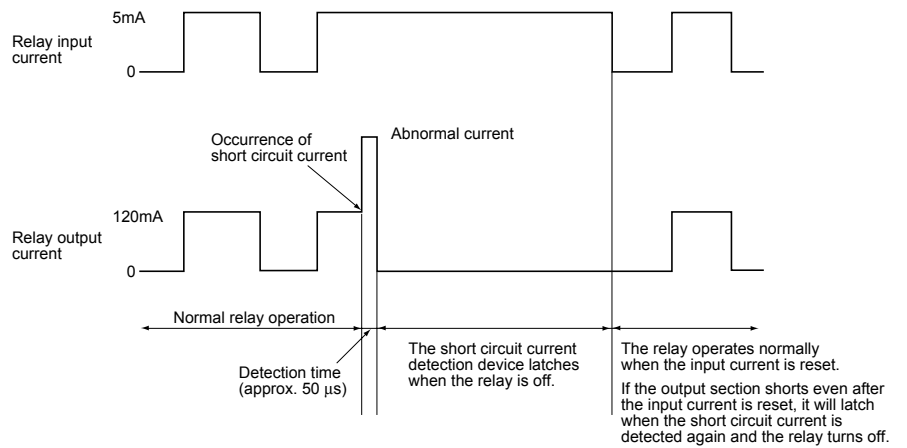 5mA
Relay input
current
0
Occurrence of
short circuit current
Abnormal current
120mA
Relay output
current
0
Normal relay operation
Detection time
(approx. 50 μs)
The short circuit current
detection device latches
when the relay is off.
The relay operates normally
when the input current is reset.
If the output section shorts even after
the input current is reset, it will latch
when the short circuit current is
detected again and the relay turns off.